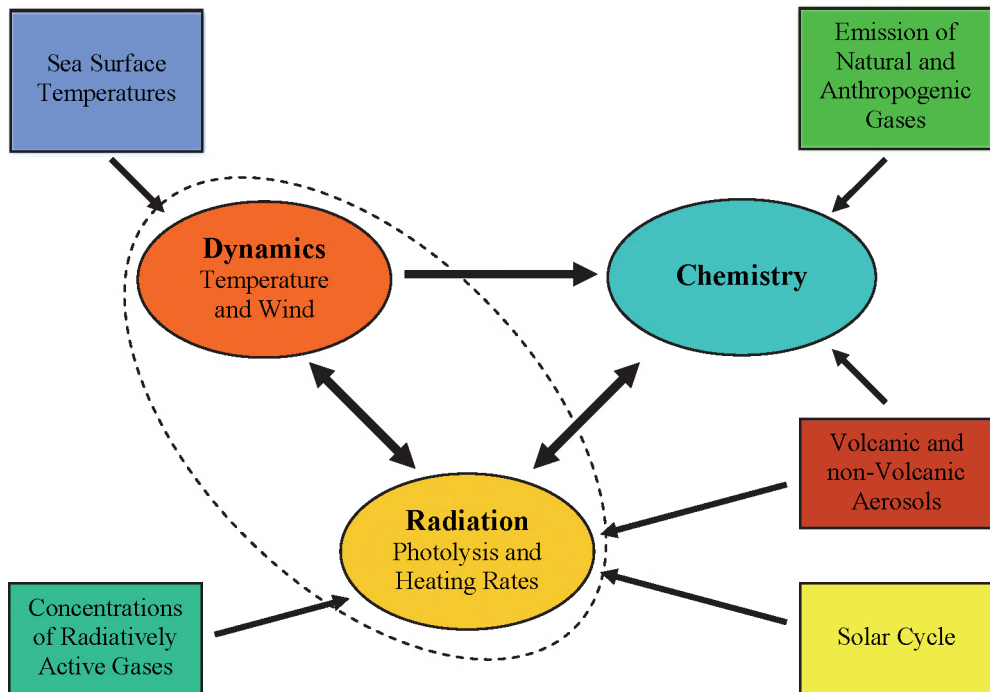 Sea Surface
Temperatures
Emission of
Natural and
Anthropogenic
Gases
Dynamics
Temperature
and Wind
Chemistry
Radiation
Photolysis and
Heating Rates
Volcanic and
non-Volcanic
Aerosols
Concentrations
of Radiatively
Active Gases
Solar Cycle